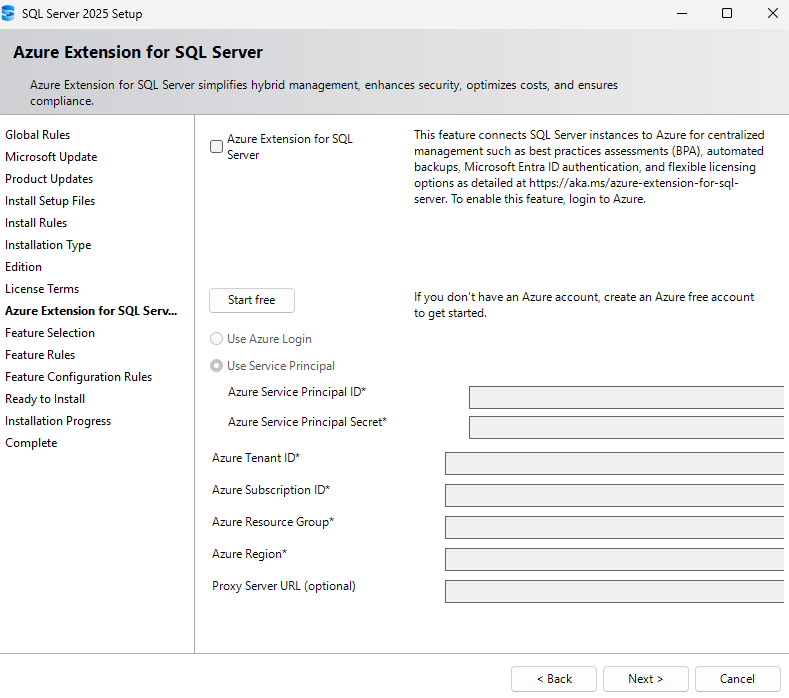 SQL Server 2025 Setup
Azure Extension for SQL Server
Azure Extension for SQL Server simplifies hybrid management, enhances security, optimizes costs, and ensures
compliance.
Global Rules
Microsoft Update
Product Updates
Install Setup Files
Install Rules
Installation Type
Edition
License Terms
Azure Extension for SQL Serv...
Feature Selection
Feature Rules
Feature Configuration Rules
Ready to Install
Installation Progress
Complete
Azure Extension for SQL
Server
This feature connects SQL Server instances to Azure for centralized
management such as best practices assessments (BPA), automated
backups, Microsoft Entra ID authentication, and flexible licensing
options as detailed at https://aka.ms/azure-extension-for-sql-
server. To enable this feature, login to Azure.
Start free
If you don't have an Azure account, create an Azure free account
to get started.
Use Azure Login
Use Service Principal
Azure Service Principal ID*
Azure Service Principal Secret*
Azure Tenant ID*
Azure Subscription ID*
Azure Resource Group*
Azure Region*
Proxy Server URL (optional)
< Back
Next >
Cancel